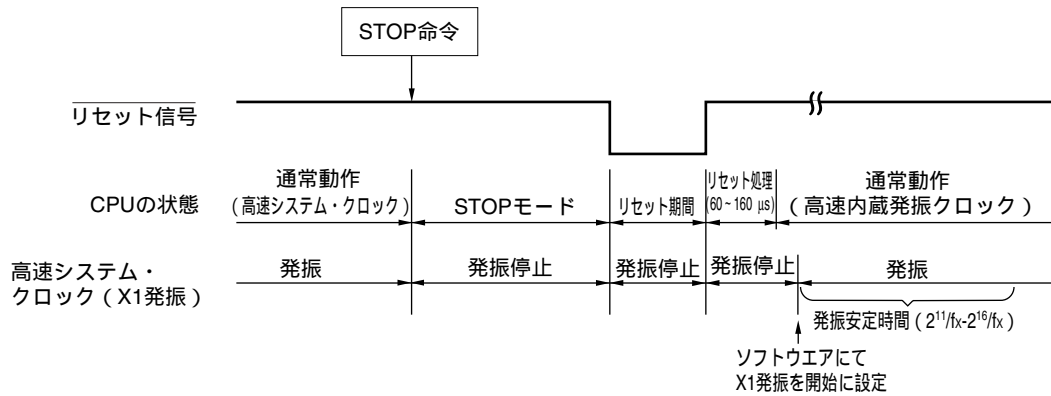 STOP命令
リセット信号
通常動作
(高速システム・クロック)
CPUの状態
STOPモード
リセット期間
リセット処理
(60~160 μs)
通常動作
(高速内蔵発振クロック)
高速システム・
クロック(X1発振)
発振
発振停止
発振停止
発振停止
発振
発振安定時間(2¹¹/fx-2¹⁶/fx)
ソフトウエアにて
X1発振を開始に設定